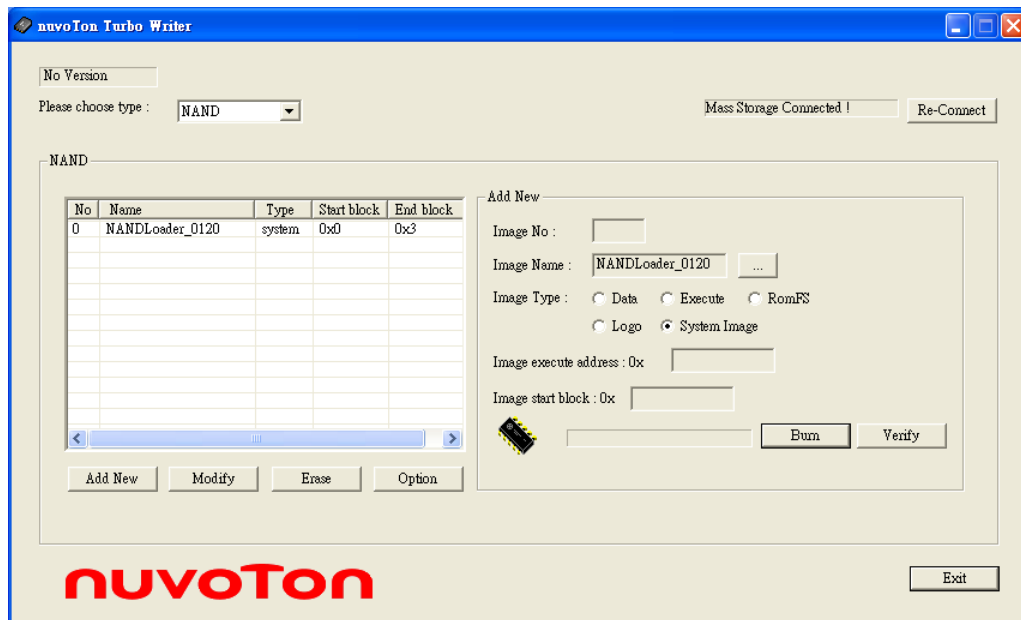 nuvoTon Turbo Writer
No Version
Please choose type :
NAND
Mass Storage Connected !
Re-Connect
NAND
No Name Type Start block End block
0 NANDLoader_0120 system 0x0 0x3
Add New
Modify
Erase
Option
Add New
Image No :
Image Name : NANDLoader_0120 ...
Image Type : Data Execute RomFS
Logo System Image
Image execute address : 0x
Image start block : 0x
Burn
Verify
nuvoTon
Exit